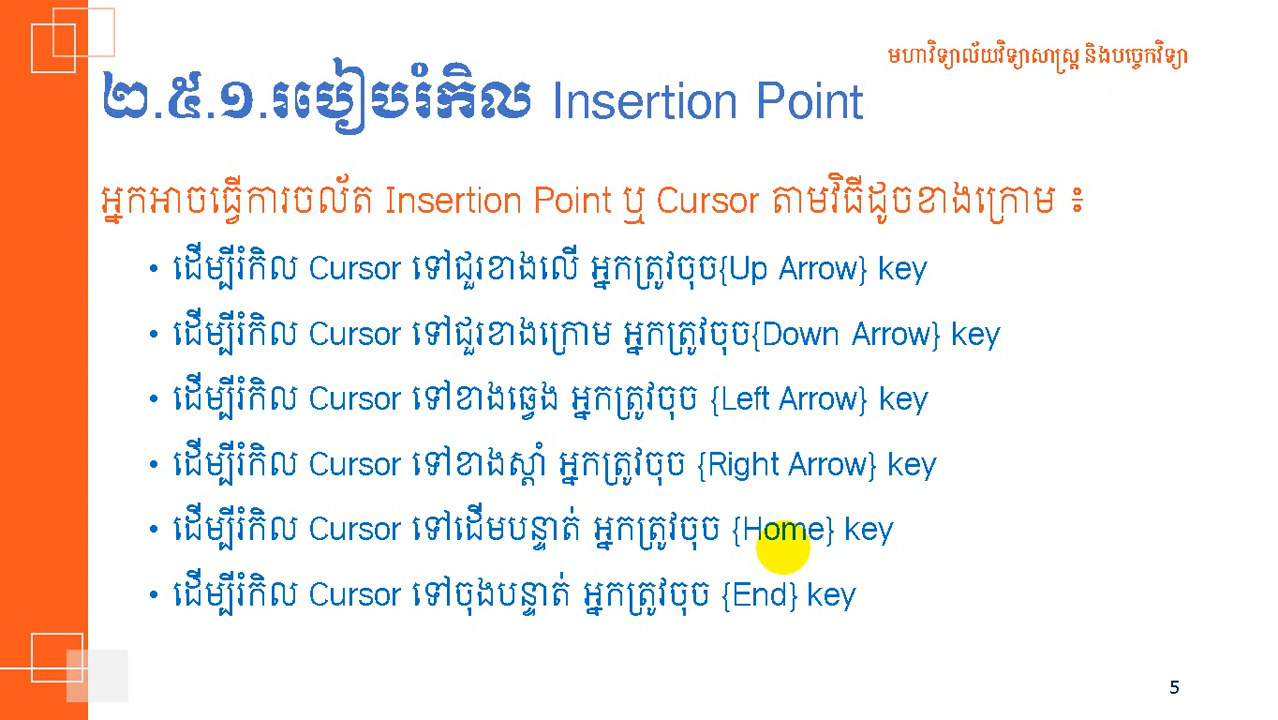 មហាវិទ្យាល័យវិទ្យាសាស្ត្រ និងបច្ចេកវិទ្យា
២.៥.១.របៀបរំកិល Insertion Point
អ្នកអាចធ្វើការចល័ត Insertion Point ឬ Cursor តាមវិធីដូចខាងក្រោម ៖
• ដើម្បីរំកិល Cursor ទៅជួរខាងលើ អ្នកត្រូវចុច{Up Arrow} key
• ដើម្បីរំកិល Cursor ទៅជួរខាងក្រោម អ្នកត្រូវចុច{Down Arrow} key
• ដើម្បីរំកិល Cursor ទៅខាងឆ្វេង អ្នកត្រូវចុច {Left Arrow} key
• ដើម្បីរំកិល Cursor ទៅខាងស្ដាំ អ្នកត្រូវចុច {Right Arrow} key
• ដើម្បីរំកិល Cursor ទៅដើមបន្ទាត់ អ្នកត្រូវចុច {Home} key
• ដើម្បីរំកិល Cursor ទៅចុងបន្ទាត់ អ្នកត្រូវចុច {End} key
5